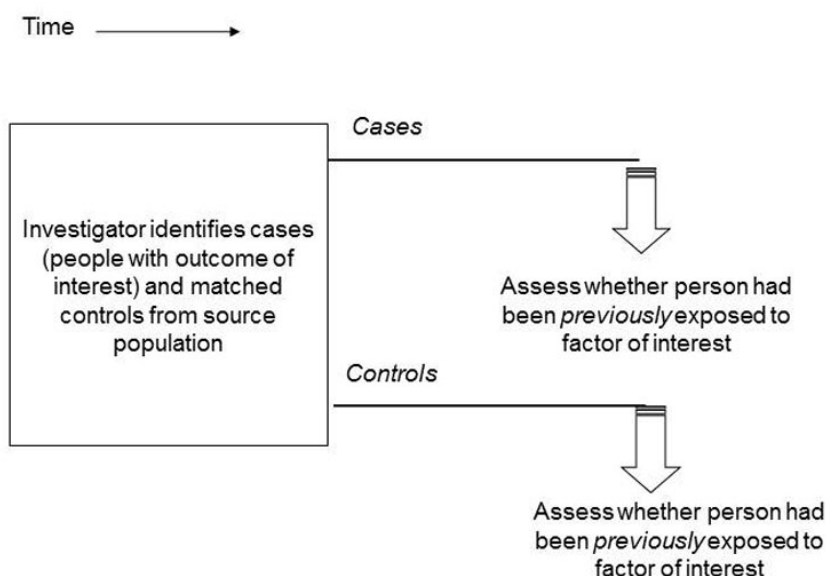 Time
Cases
Investigator identifies cases
(people with outcome of
interest) and matched
controls from source
population
Assess whether person had
been previously exposed to
factor of interest
Controls
Assess whether person had
been previously exposed to
factor of interest